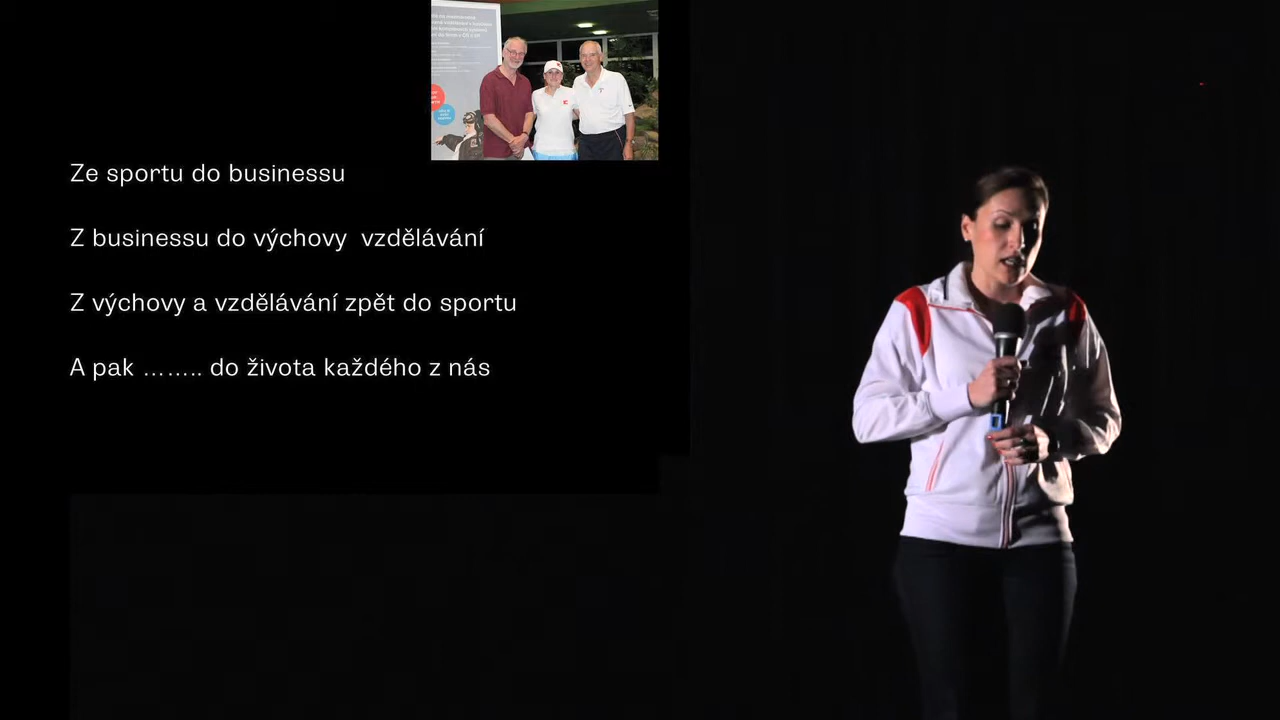 Ze sportu do businessu
Z businessu do výchovy  vzdělávání
Z výchovy a vzdělávání zpět do sportu
A pak …….. do života každého z nás